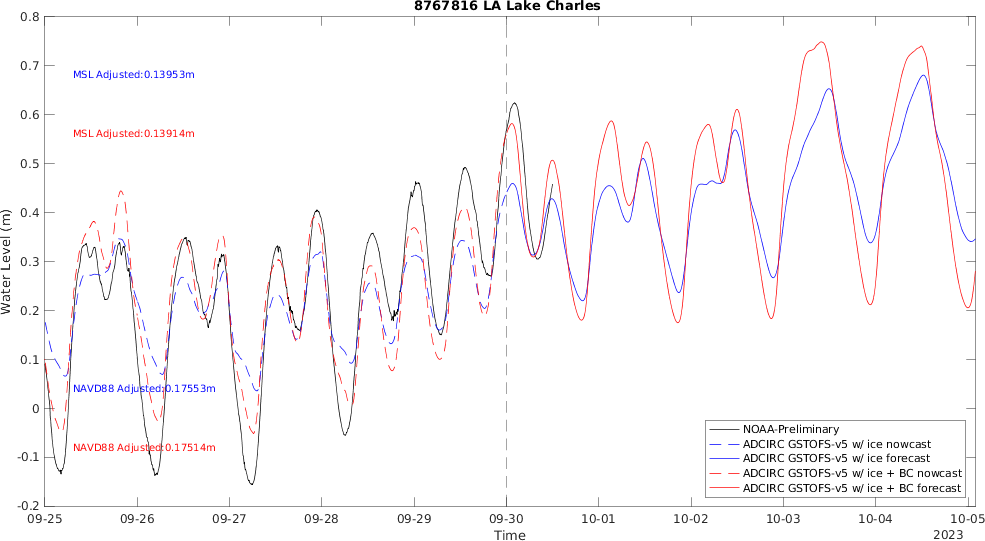 8767816 LA Lake Charles
0.8
0.7
0.6
0.5
0.4
0.3
0.2
0.1
0
-0.1
-0.2
Water Level (m)
MSL Adjusted:0.13953m
MSL Adjusted:0.13914m
NAVD88 Adjusted:0.17553m
NAVD88 Adjusted:0.17514m
NOAA-Preliminary
ADCIRC GSTOFS-v5 w/ ice nowcast
ADCIRC GSTOFS-v5 w/ ice forecast
ADCIRC GSTOFS-v5 w/ ice + BC nowcast
ADCIRC GSTOFS-v5 w/ ice + BC forecast
09-25 09-26 09-27 09-28 09-29 09-30 10-01 10-02 10-03 10-04 10-05
Time
2023